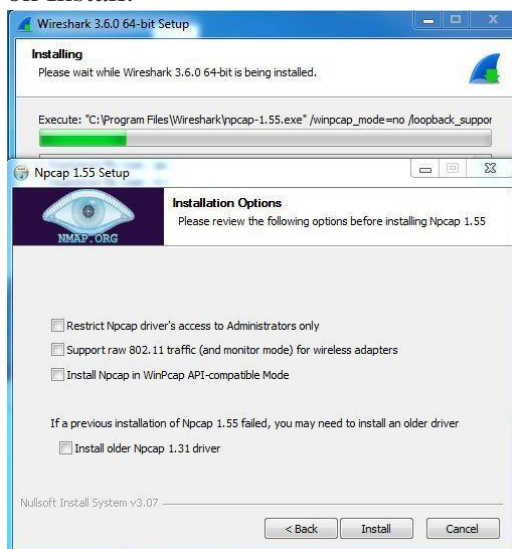 Wireshark 3.6.0 64-bit Setup
Installing
Please wait while Wireshark 3.6.0 64-bit is being installed.
Execute: "C:\Program Files\Wireshark\npcap-1.55.exe" /winpcap_mode=no /loopback_suppor
Npcap 1.55 Setup
Installation Options
Please review the following options before installing Npcap 1.55
NMAP.ORG
Restrict Npcap driver's access to Administrators only
Support raw 802.11 traffic (and monitor mode) for wireless adapters
Install Npcap in WinPcap API-compatible Mode
If a previous installation of Npcap 1.55 failed, you may need to install an older driver
Install older Npcap 1.31 driver
Nullsoft Install System v3.07
< Back Install Cancel